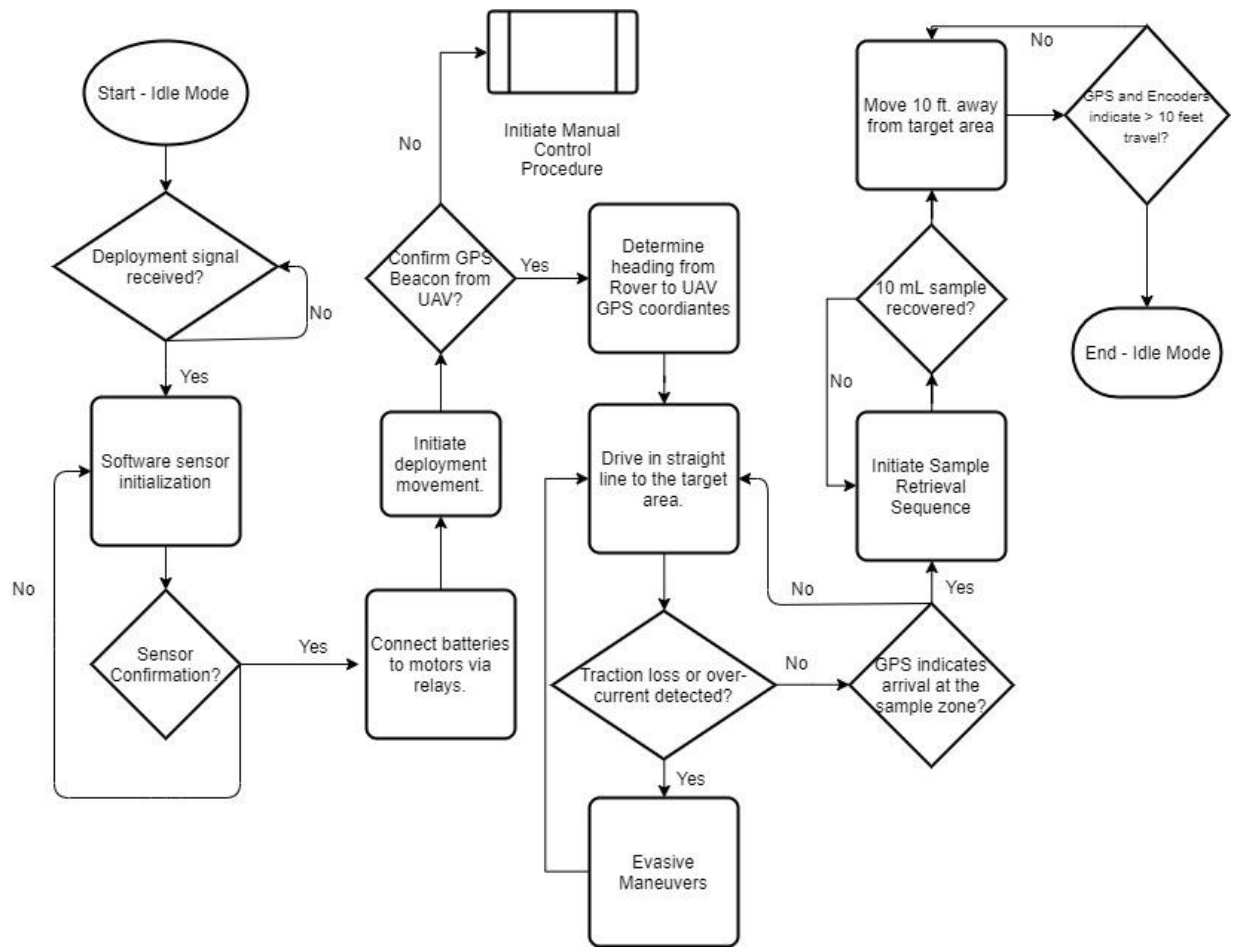 Start - Idle Mode
Deployment signal
received?
No
Yes
Software sensor
initialization
No
Sensor
Confirmation?
Yes
Connect batteries
to motors via
relays.
Initiate
deployment
movement.
Confirm GPS
Beacon from
UAV?
No
Initiate Manual
Control
Procedure
Yes
Determine
heading from
Rover to UAV
GPS coordiantes
Drive in straight
line to the target
area.
Traction loss or over-
current detected?
Yes
Evasive
Maneuvers
No
GPS indicates
arrival at the
sample zone?
No
Yes
Initiate Sample
Retrieval
Sequence
10 mL sample
recovered?
No
Move 10 ft. away
from target area
GPS and Encoders
indicate > 10 feet
travel?
No
End - Idle Mode